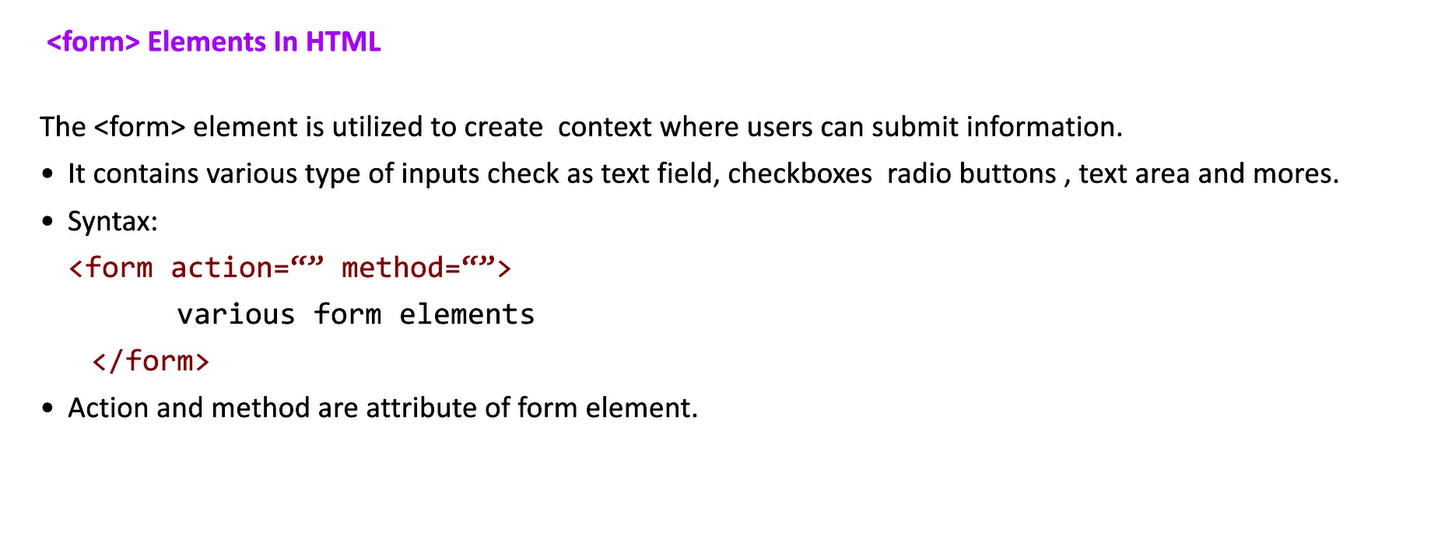 <form> Elements In HTML
The <form> element is utilized to create  context where users can submit information.
• It contains various type of inputs check as text field, checkboxes  radio buttons , text area and mores.
• Syntax:
<form action=“” method=“”>
various form elements
</form>
• Action and method are attribute of form element.